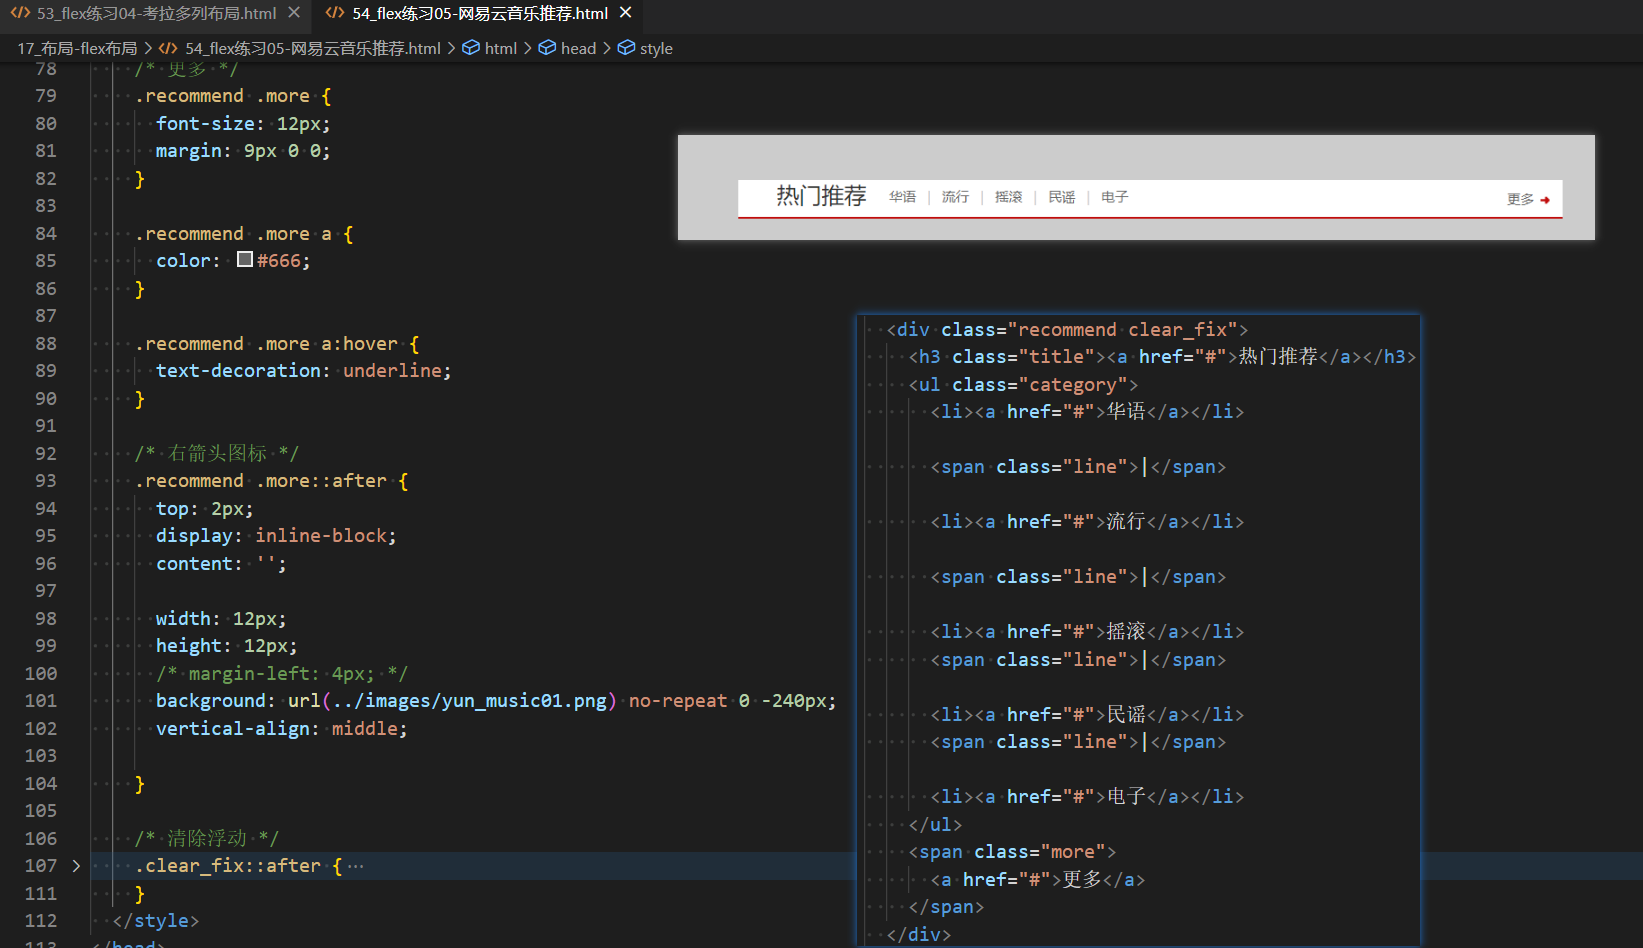 53_flex练习04-考拉多列布局.html
54_flex练习05-网易云音乐推荐.html
17_布局-flex布局 > 54_flex练习05-网易云音乐推荐.html > html > head > style
78 /* 更多 */
79 .recommend .more {
80 font-size: 12px;
81 margin: 9px 0 0;
82 }
83
84 .recommend .more a {
85 color: #666;
86 }
87
88 .recommend .more a:hover {
89 text-decoration: underline;
90 }
91
92 /* 右箭头图标 */
93 .recommend .more::after {
94 top: 2px;
95 display: inline-block;
96 content: '';
97
98 width: 12px;
99 height: 12px;
100 /* margin-left: 4px; */
101 background: url(../images/yun_music01.png) no-repeat 0 -240px;
102 vertical-align: middle;
103
104 }
105
106 /* 清除浮动 */
107 .clear_fix::after { ···
111 }
112 </style>
113 </head>
热门推荐 华语 | 流行 | 摇滚 | 民谣 | 电子 更多
<div class="recommend clear_fix">
<h3 class="title"><a href="#">热门推荐</a></h3>
<ul class="category">
<li><a href="#">华语</a></li>
<span class="line">|</span>
<li><a href="#">流行</a></li>
<span class="line">|</span>
<li><a href="#">摇滚</a></li>
<span class="line">|</span>
<li><a href="#">民谣</a></li>
<span class="line">|</span>
<li><a href="#">电子</a></li>
</ul>
<span class="more">
<a href="#">更多</a>
</span>
</div>